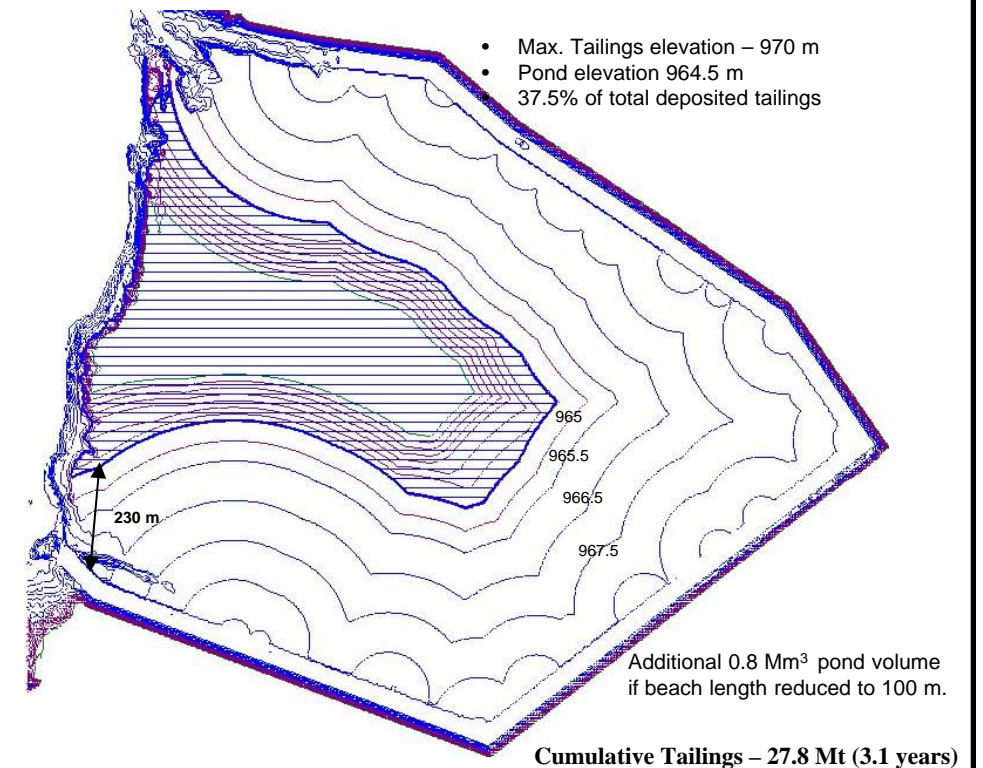 • Max. Tailings elevation – 970 m
• Pond elevation 964.5 m
• 37.5% of total deposited tailings
965
965.5
966.5
230 m
967.5
Additional 0.8 Mm³ pond volume
if beach length reduced to 100 m.
Cumulative Tailings – 27.8 Mt (3.1 years)